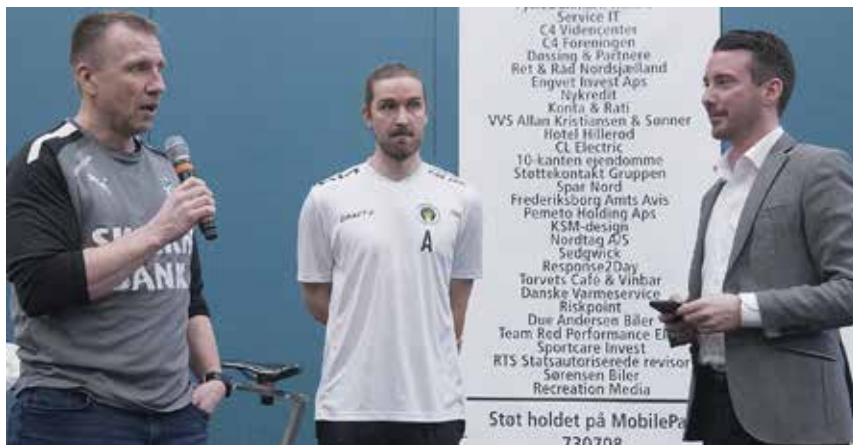 Service IT
C4 Videncenter
C4 Foreningen
Døssing & Partnere
Ret & Råd Nordsjælland
Engvet Invest Aps
Nykredit
Konta & Rati
VVS Allan Kristiansen & Sønner
Hotel Hillerød
CL Electric
10-kanten ejendomme
Støttekontakt Gruppen
Spar Nord
Frederiksborg Amts Avis
Pemeto Holding Aps
KSM-design
Nordtag A/S
Sedgwick
Response2Day
Torvets Café & Vinbar
Danske Varmeservice
Riskpoint
Due Andersen Biler
Team Rød Performance
Sportcare Invest
RTS Statsautoriserede revisor
Sørensen Biler
Recreation Media
Støt holdet på MobilePa
730708
BANK
CRAFT
A